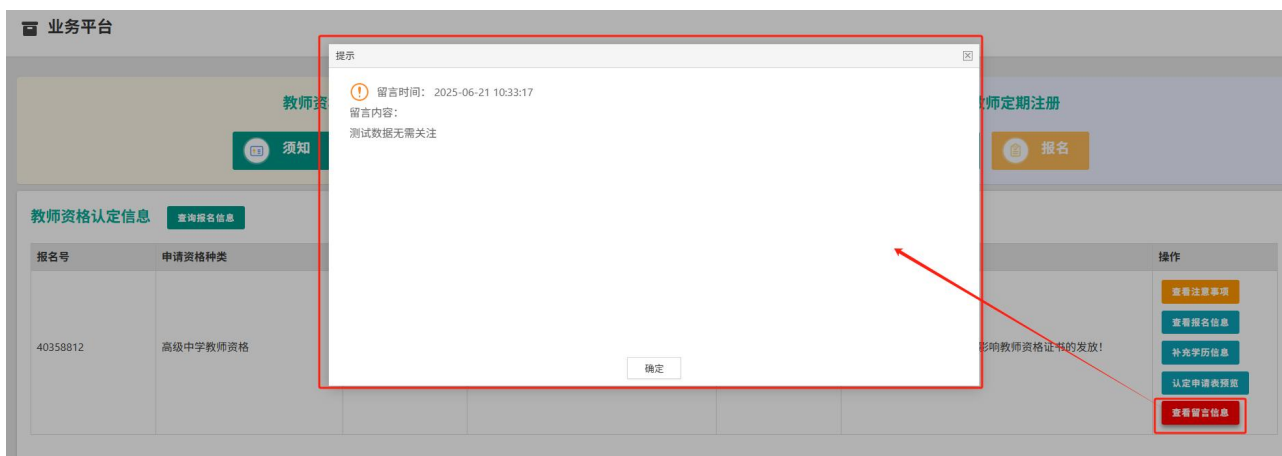 业务平台
提示
留言时间： 2025-06-21 10:33:17
留言内容：
测试数据无需关注
确定
教师资
须知
师定期注册
报名
教师资格认定信息 查询报名信息
报名号 申请资格种类 操作
40358812 高级中学教师资格 影响教师资格证书的发放！
查看注意事项
查看报名信息
补充学历信息
认定申请表预览
查看留言信息